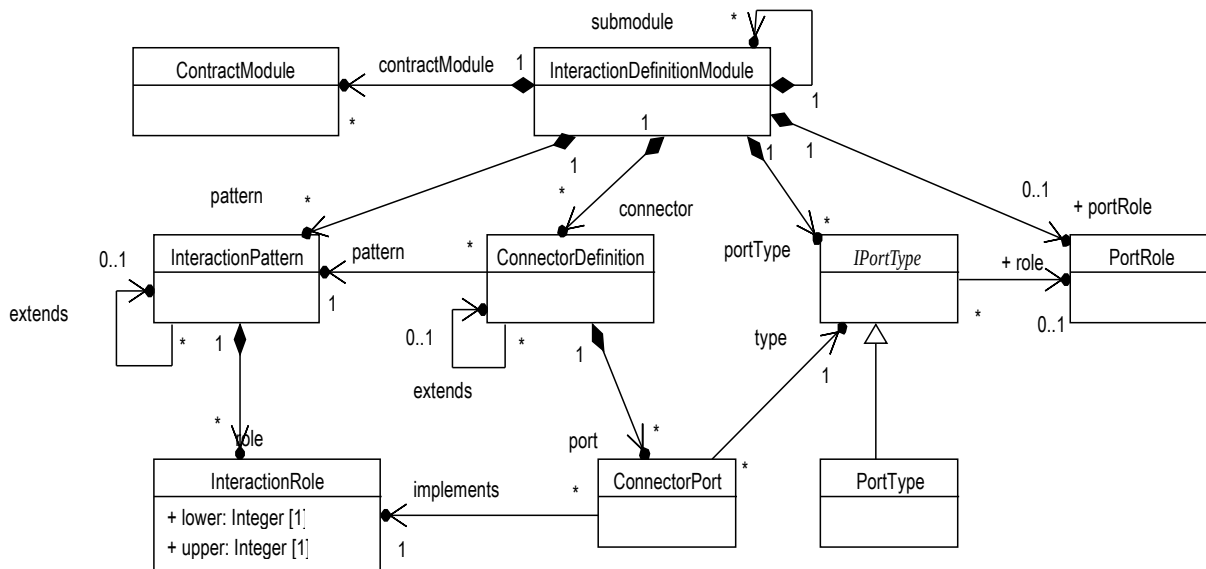 submodule
*
ContractModule
contractModule
1
InteractionDefinitionModule
*
1
1
1
1
1
pattern
*
*
connector
*
portType
0..1
+ portRole
0..1
InteractionPattern
pattern
*
ConnectorDefinition
IPortType
+ role
PortRole
extends
1
*
1
0..1
*
1
extends
type
1
*
0..1
*
role
port
*
InteractionRole
implements
*
ConnectorPort
*
PortType
+ lower: Integer [1]
+ upper: Integer [1]
1